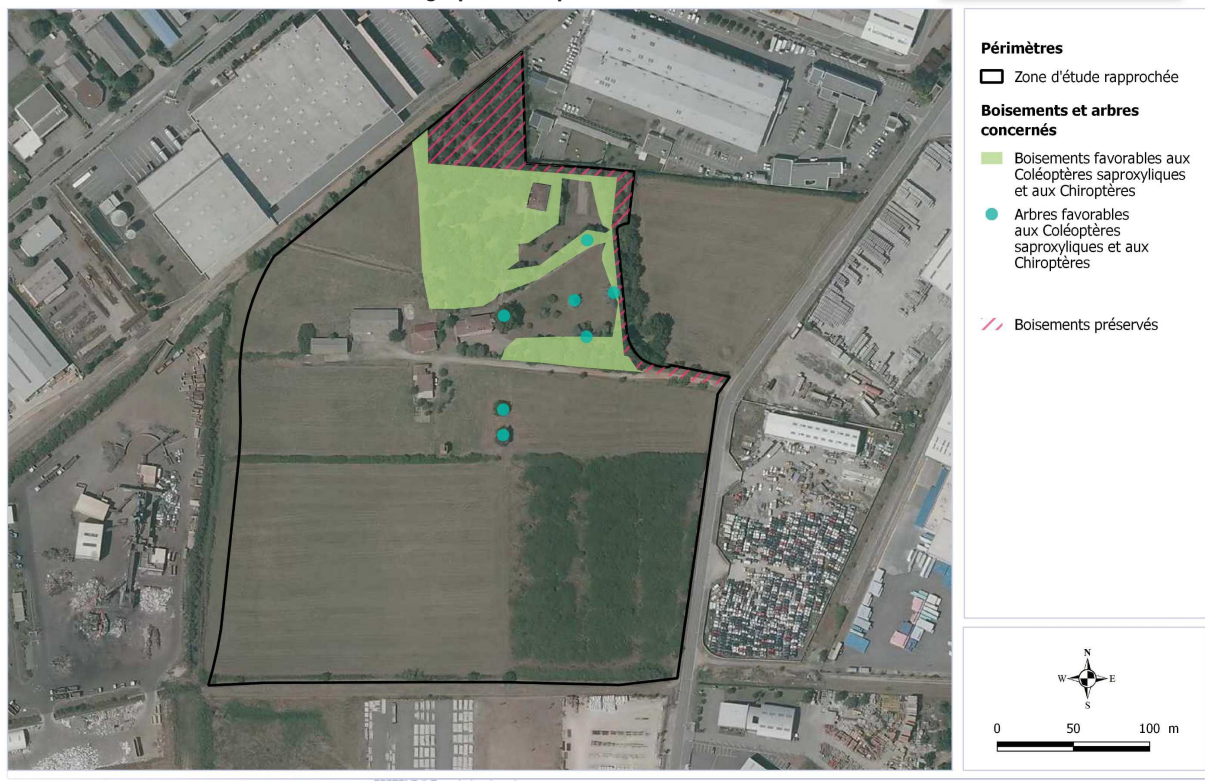 Périmètres
Zone d'étude rapprochée
Boisements et arbres
concernés
Boisements favorables aux
Coléoptères saproxyliques
et aux Chiroptères
Arbres favorables
aux Coléoptères
saproxyliques et aux
Chiroptères
Boisements préservés
N
W E
S
0 50 100 m